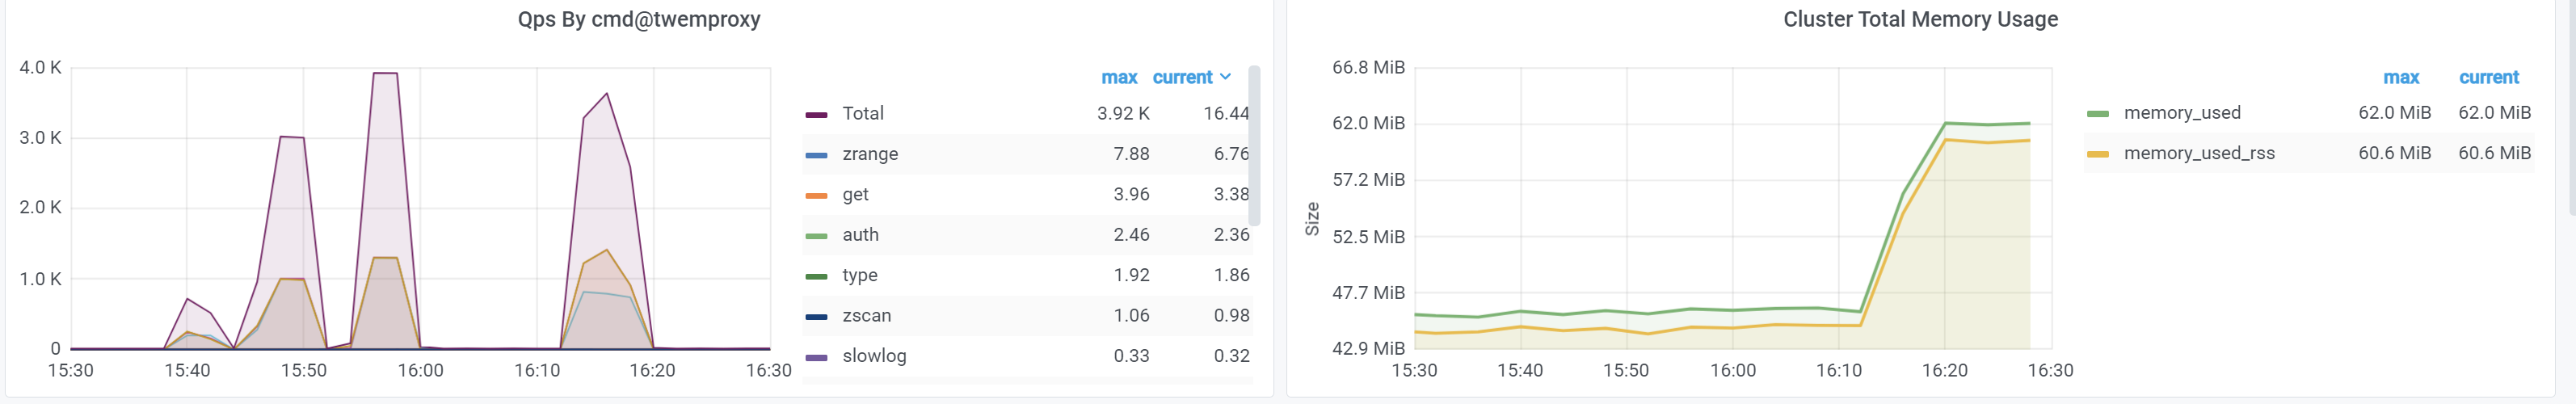 Qps By cmd@twemproxy
4.0 K
3.0 K
2.0 K
1.0 K
0
15:30 15:40 15:50 16:00 16:10 16:20 16:30
max current
Total 3.92 K 16.44
zrange 7.88 6.76
get 3.96 3.38
auth 2.46 2.36
type 1.92 1.86
zscan 1.06 0.98
slowlog 0.33 0.32
Cluster Total Memory Usage
Size
66.8 MiB
62.0 MiB
57.2 MiB
52.5 MiB
47.7 MiB
42.9 MiB
15:30 15:40 15:50 16:00 16:10 16:20 16:30
max current
memory_used 62.0 MiB 62.0 MiB
memory_used_rss 60.6 MiB 60.6 MiB